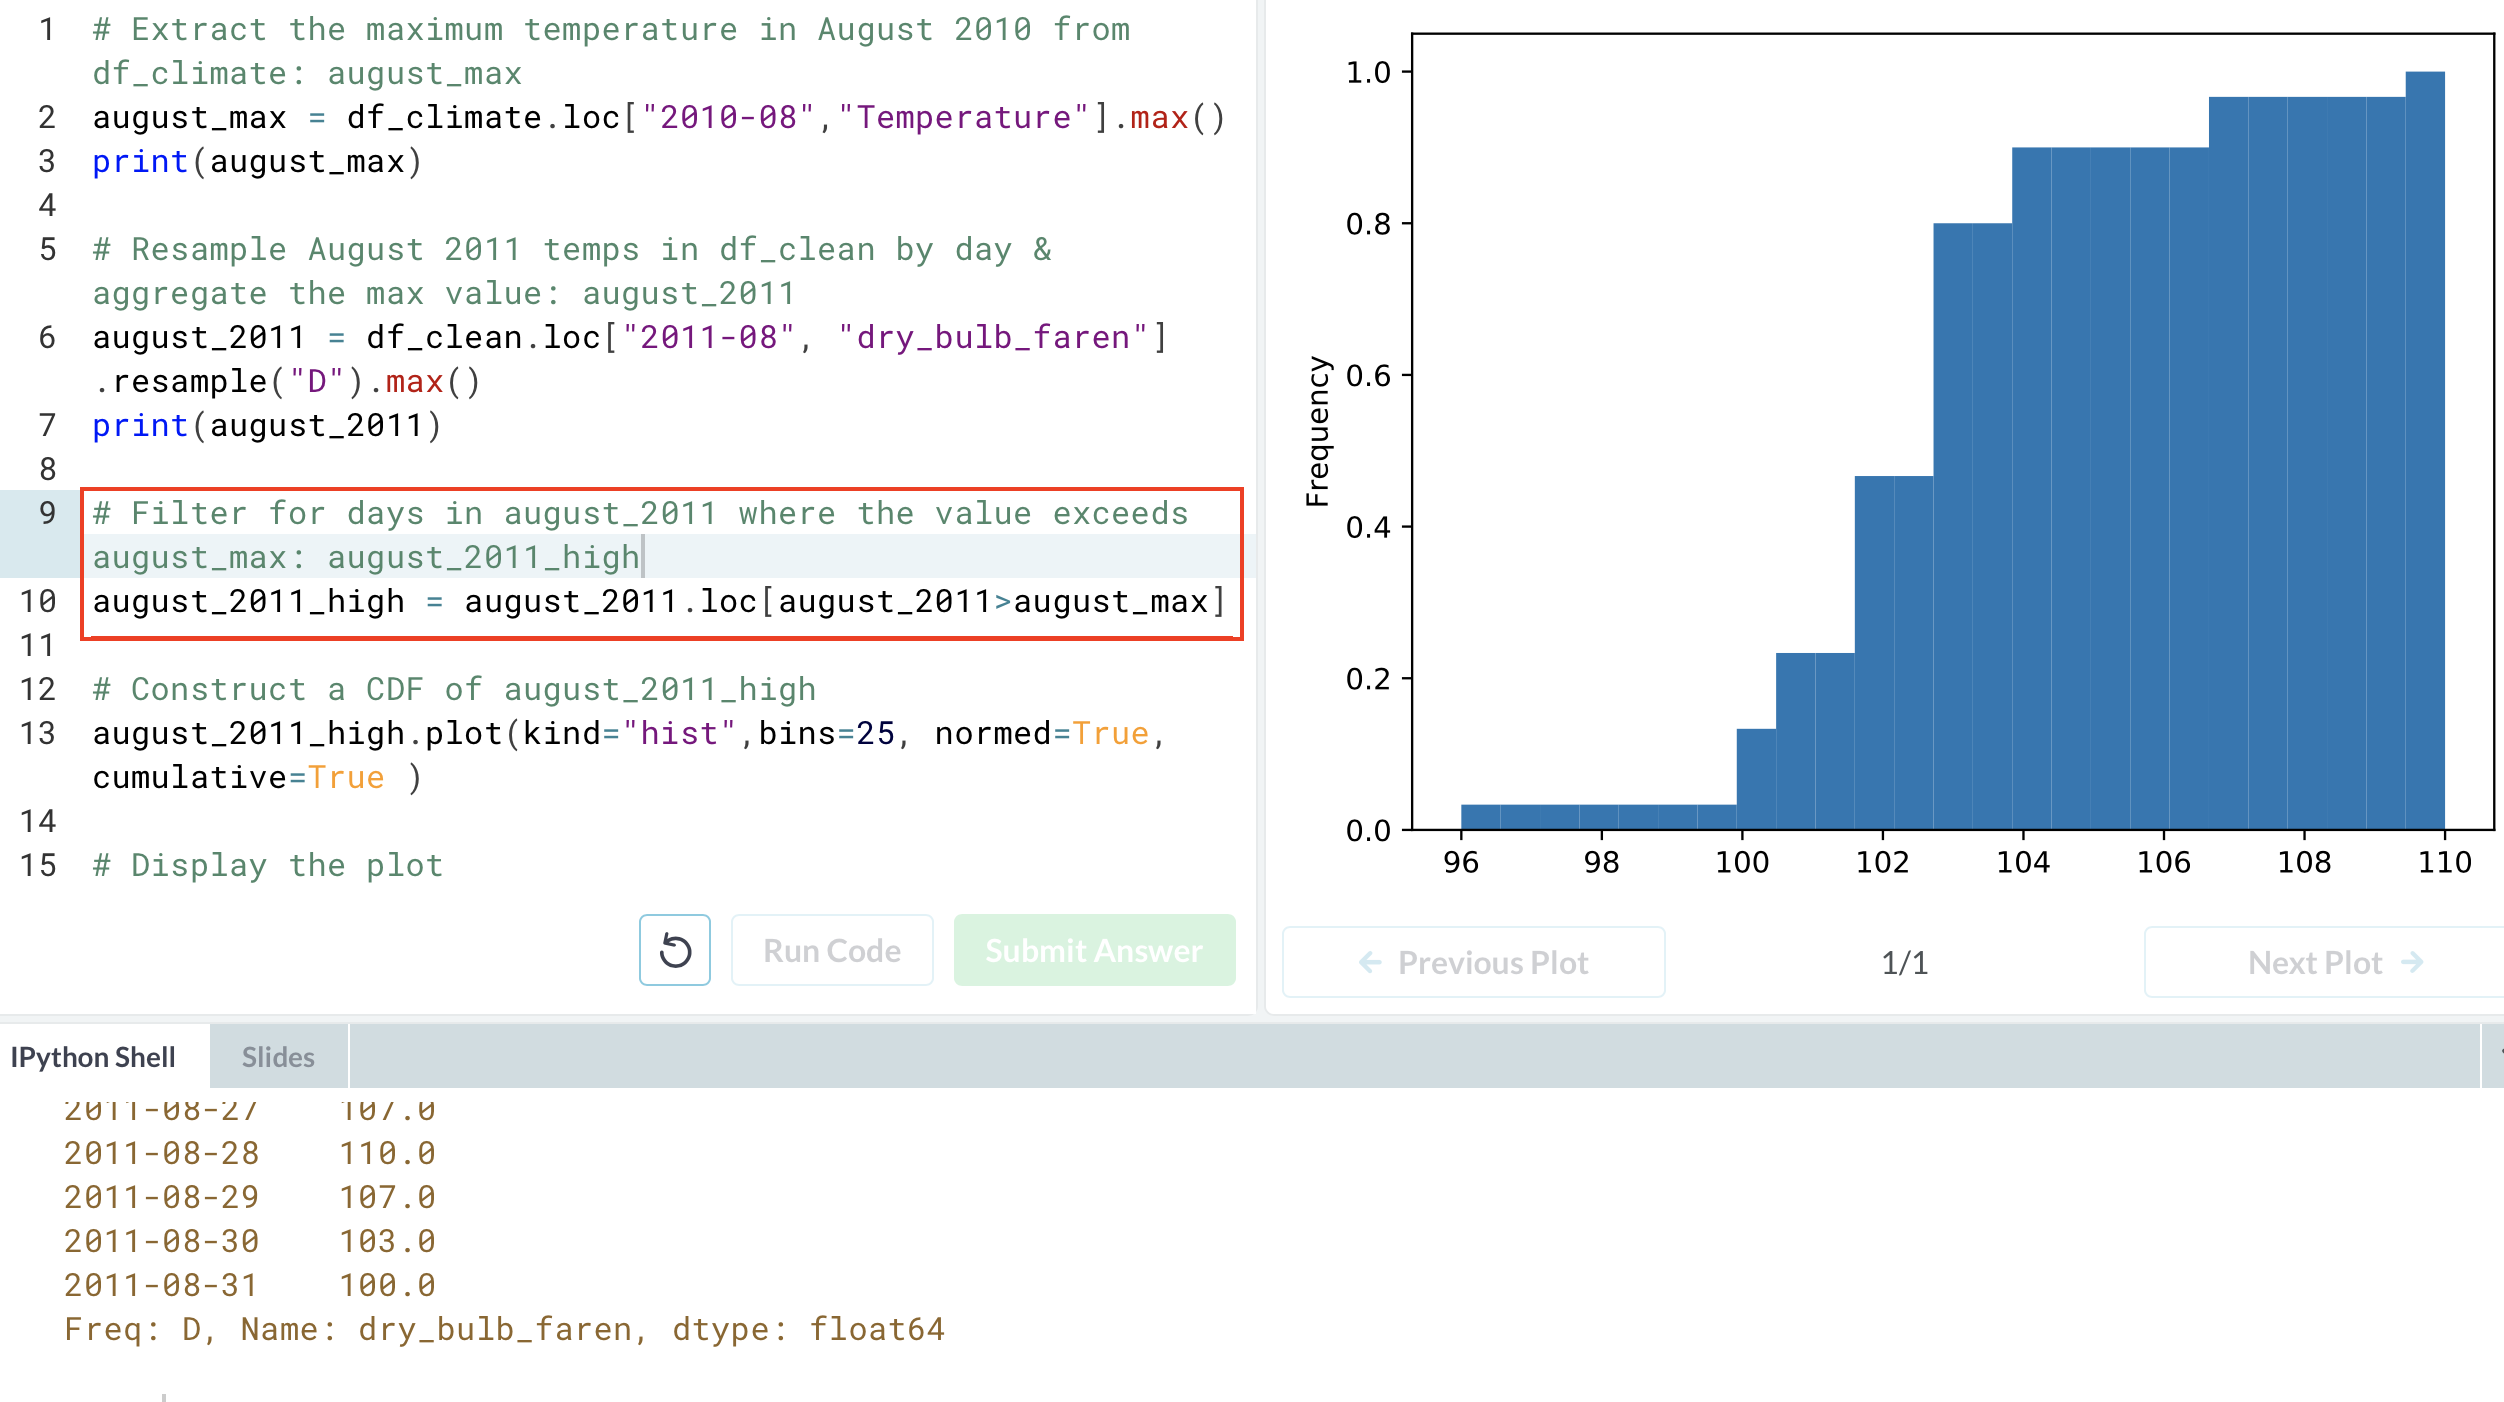 1 # Extract the maximum temperature in August 2010 from
df_climate: august_max
2 august_max = df_climate.loc["2010-08","Temperature"].max()
3 print(august_max)
4
5 # Resample August 2011 temps in df_clean by day &
aggregate the max value: august_2011
6 august_2011 = df_clean.loc["2011-08", "dry_bulb_faren"]
.resample("D").max()
7 print(august_2011)
8
9 # Filter for days in august_2011 where the value exceeds
august_max: august_2011_high
10 august_2011_high = august_2011.loc[august_2011>august_max]
11
12 # Construct a CDF of august_2011_high
13 august_2011_high.plot(kind="hist",bins=25, normed=True,
cumulative=True )
14
15 # Display the plot
Run Code
Submit Answer
1.0
0.8
0.6
0.4
0.2
0.0
Frequency
96 98 100 102 104 106 108 110
← Previous Plot
1/1
Next Plot →
IPython Shell
Slides
2011-08-27 107.0
2011-08-28 110.0
2011-08-29 107.0
2011-08-30 103.0
2011-08-31 100.0
Freq: D, Name: dry_bulb_faren, dtype: float64